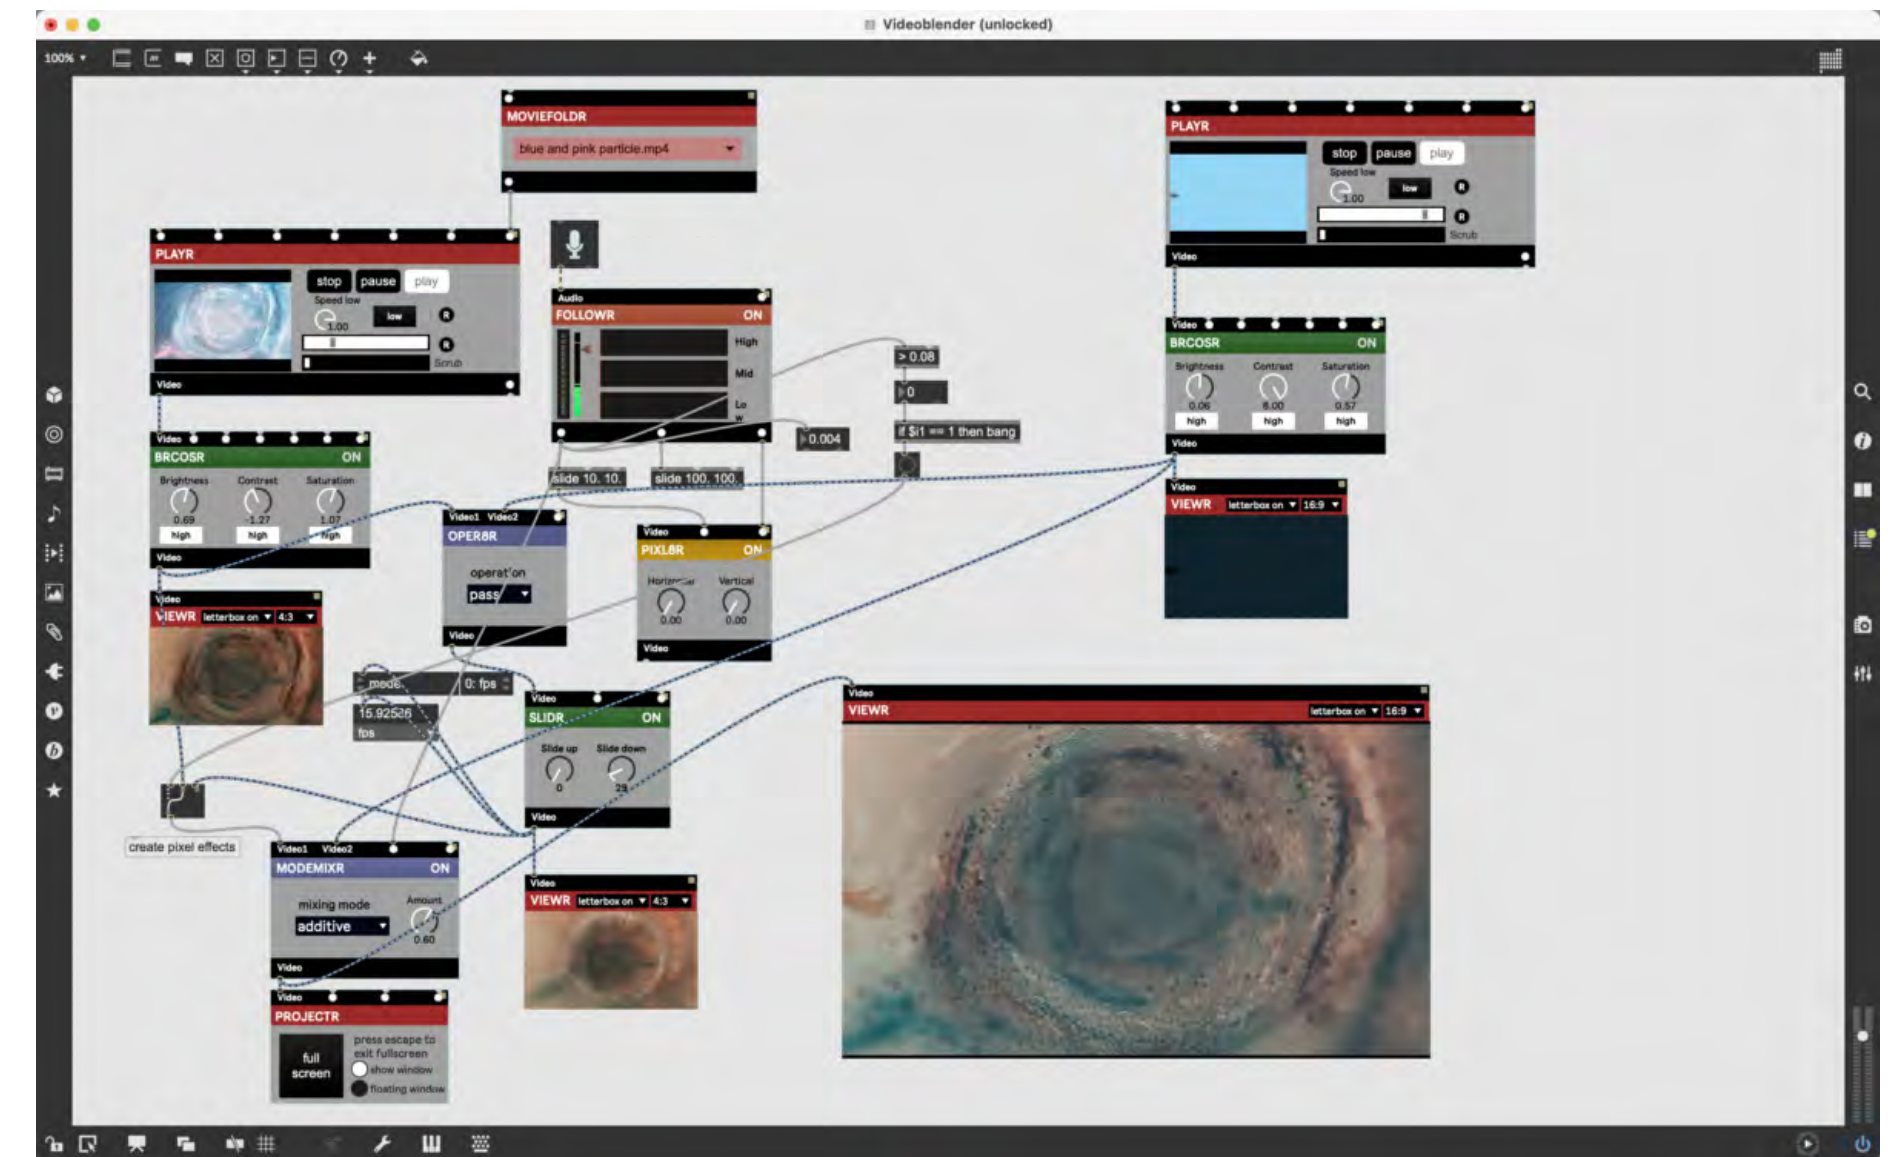 Videoblender (unlocked)
100%
MOVIEFOLDR
blue and pink particle.mp4
PLAYR
stop pause play
Speed low
1.00
low
R
R
Scrub
Video
PLAYR
stop pause play
Speed low
1.00
low
R
R
Scrub
Video
Audio
FOLLOWR ON
High
Mid
Lo
w
> 0.08
0
if $i1 == 1 then bang
0.004
slide 10. 10.
slide 100. 100.
Video
BRCOSR ON
Brightness Contrast Saturation
0.06 6.00 0.57
high high high
Video
Video
VIEWR letterbox on 16:9
Video
BRCOSR ON
Brightness Contrast Saturation
0.69 -1.27 1.07
high high high
Video
Video
VIEWR letterbox on 4:3
Video1 Video2
OPER8R
operation
pass
Video
Video
PIXL8R ON
Horizontal Vertical
0.00 0.00
Video
mode
0: fps
15.92526
fps
Video
SLIDR ON
Slide up Slide down
0 29
Video
Video
VIEWR letterbox on 16:9
create pixel effects
Video1 Video2
MODEMIXR ON
mixing mode
additive
Amount
0.60
Video
Video
VIEWR letterbox on 4:3
Video
PROJECTR
full
screen
press escape to
exit fullscreen
show window
floating window